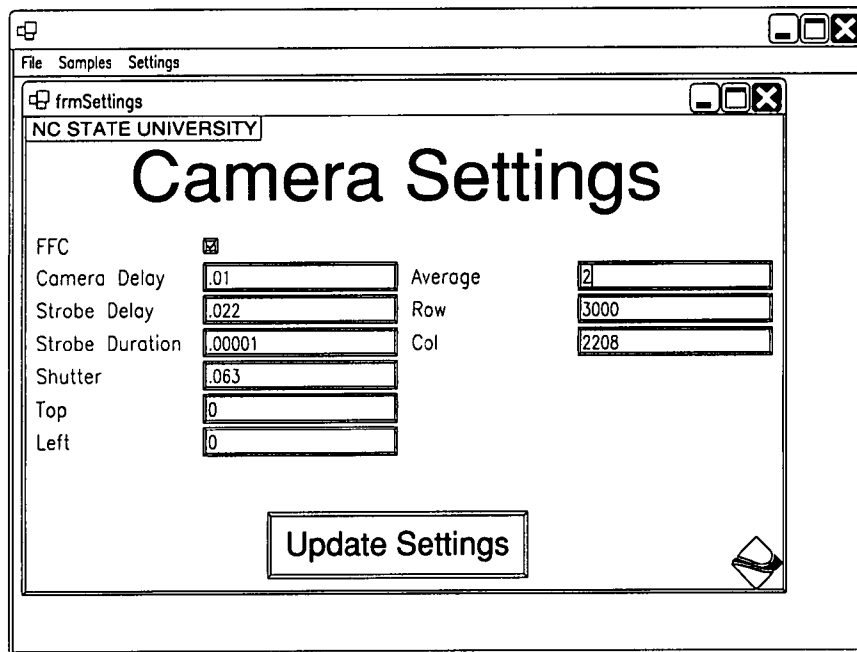 File Samples Settings
frmSettings
NC STATE UNIVERSITY
Camera Settings
FFC
Camera Delay .01 Average 2
Strobe Delay .022 Row 3000
Strobe Duration .00001 Col 2208
Shutter .063
Top 0
Left 0
Update Settings